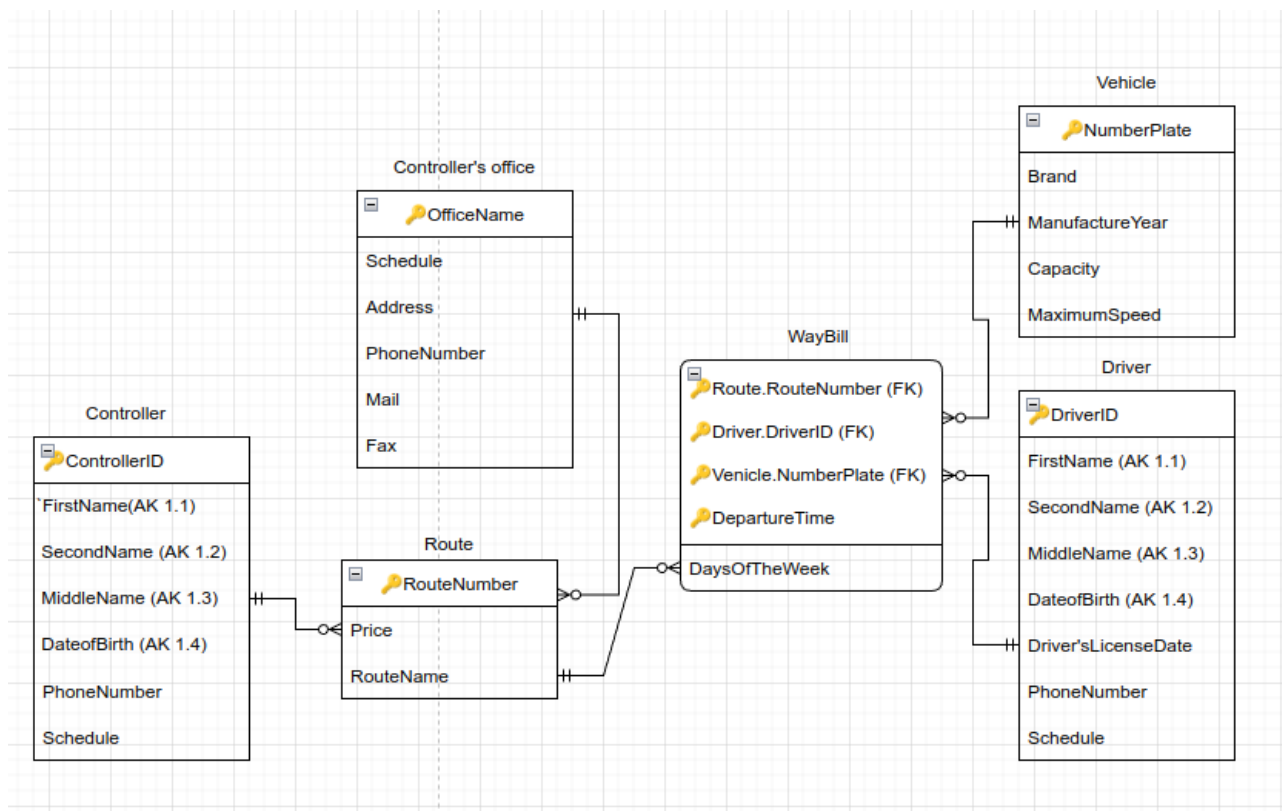 Vehicle
NumberPlate
Brand
ManufactureYear
Capacity
MaximumSpeed
Controller's office
OfficeName
Schedule
Address
PhoneNumber
Mail
Fax
WayBill
Route.RouteNumber (FK)
Driver.DriverID (FK)
Venicle.NumberPlate (FK)
DepartureTime
DaysOfTheWeek
Driver
DriverID
FirstName (AK 1.1)
SecondName (AK 1.2)
MiddleName (AK 1.3)
DateofBirth (AK 1.4)
Driver'sLicenseDate
PhoneNumber
Schedule
Controller
ControllerID
`FirstName(AK 1.1)
SecondName (AK 1.2)
MiddleName (AK 1.3)
DateofBirth (AK 1.4)
PhoneNumber
Schedule
Route
RouteNumber
Price
RouteName